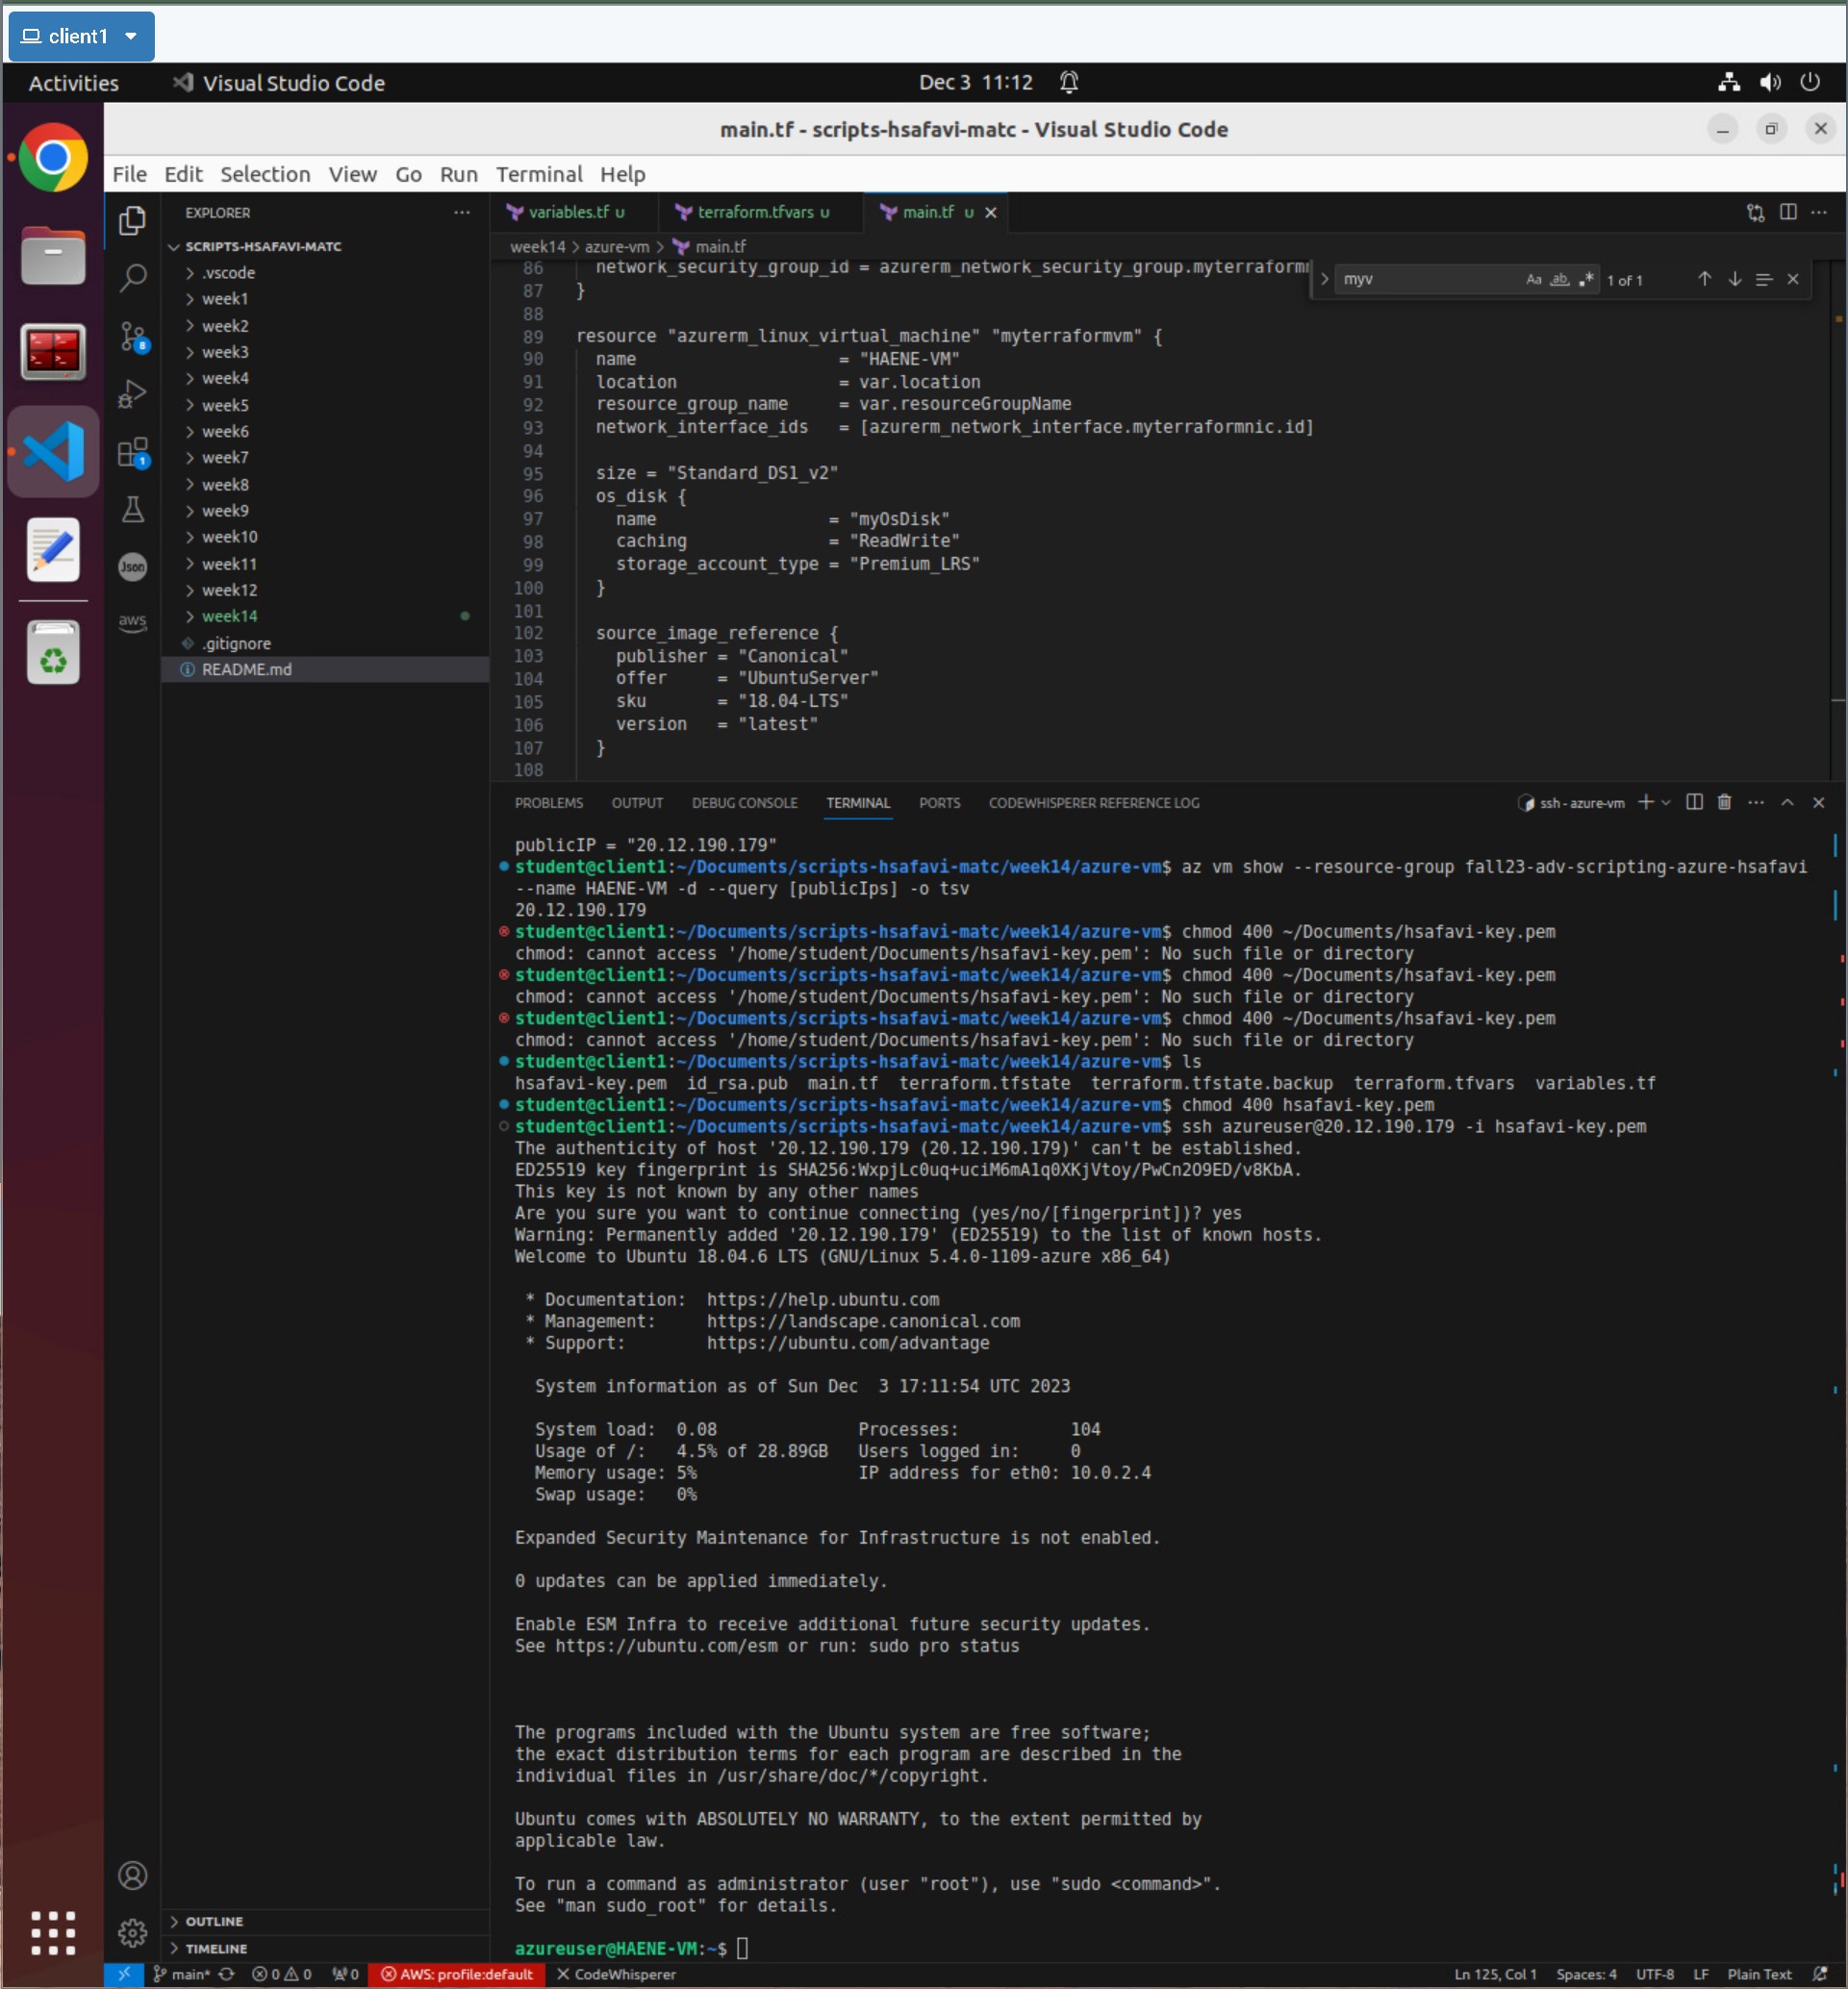 client1
Activities
Visual Studio Code
Dec 3 11:12
main.tf - scripts-hsafavi-matc - Visual Studio Code
File Edit Selection View Go Run Terminal Help
EXPLORER
SCRIPTS-HSAFAVI-MATC
.vscode
week1
week2
week3
week4
week5
week6
week7
week8
week9
week10
week11
week12
week14
.gitignore
README.md
OUTLINE
TIMELINE
8
1
Json
aws
variables.tf U
terraform.tfvars U
main.tf U
week14 > azure-vm > main.tf
myv
Aa ab 1 of 1
86 network_security_group_id = azurerm_network_security_group.myterraform
87 }
88
89 resource "azurerm_linux_virtual_machine" "myterraformvm" {
90 name = "HAENE-VM"
91 location = var.location
92 resource_group_name = var.resourceGroupName
93 network_interface_ids = [azurerm_network_interface.myterraformnic.id]
94
95 size = "Standard_DS1_v2"
96 os_disk {
97 name = "myOsDisk"
98 caching = "ReadWrite"
99 storage_account_type = "Premium_LRS"
100 }
101
102 source_image_reference {
103 publisher = "Canonical"
104 offer = "UbuntuServer"
105 sku = "18.04-LTS"
106 version = "latest"
107 }
108
PROBLEMS OUTPUT DEBUG CONSOLE TERMINAL PORTS CODEWHISPERER REFERENCE LOG
ssh - azure-vm
publicIP = "20.12.190.179"
student@client1:~/Documents/scripts-hsafavi-matc/week14/azure-vm$ az vm show --resource-group fall23-adv-scripting-azure-hsafavi
--name HAENE-VM -d --query [publicIps] -o tsv
20.12.190.179
student@client1:~/Documents/scripts-hsafavi-matc/week14/azure-vm$ chmod 400 ~/Documents/hsafavi-key.pem
chmod: cannot access '/home/student/Documents/hsafavi-key.pem': No such file or directory
student@client1:~/Documents/scripts-hsafavi-matc/week14/azure-vm$ chmod 400 ~/Documents/hsafavi-key.pem
chmod: cannot access '/home/student/Documents/hsafavi-key.pem': No such file or directory
student@client1:~/Documents/scripts-hsafavi-matc/week14/azure-vm$ chmod 400 ~/Documents/hsafavi-key.pem
chmod: cannot access '/home/student/Documents/hsafavi-key.pem': No such file or directory
student@client1:~/Documents/scripts-hsafavi-matc/week14/azure-vm$ ls
hsafavi-key.pem id_rsa.pub main.tf terraform.tfstate terraform.tfstate.backup terraform.tfvars variables.tf
student@client1:~/Documents/scripts-hsafavi-matc/week14/azure-vm$ chmod 400 hsafavi-key.pem
student@client1:~/Documents/scripts-hsafavi-matc/week14/azure-vm$ ssh azureuser@20.12.190.179 -i hsafavi-key.pem
The authenticity of host '20.12.190.179 (20.12.190.179)' can't be established.
ED25519 key fingerprint is SHA256:WxpjLc0uq+uciM6mA1q0XKjVtoy/PwCn2O9ED/v8KbA.
This key is not known by any other names
Are you sure you want to continue connecting (yes/no/[fingerprint])? yes
Warning: Permanently added '20.12.190.179' (ED25519) to the list of known hosts.
Welcome to Ubuntu 18.04.6 LTS (GNU/Linux 5.4.0-1109-azure x86_64)
* Documentation: https://help.ubuntu.com
* Management: https://landscape.canonical.com
* Support: https://ubuntu.com/advantage
System information as of Sun Dec 3 17:11:54 UTC 2023
System load: 0.08 Processes: 104
Usage of /: 4.5% of 28.89GB Users logged in: 0
Memory usage: 5% IP address for eth0: 10.0.2.4
Swap usage: 0%
Expanded Security Maintenance for Infrastructure is not enabled.
0 updates can be applied immediately.
Enable ESM Infra to receive additional future security updates.
See https://ubuntu.com/esm or run: sudo pro status
The programs included with the Ubuntu system are free software;
the exact distribution terms for each program are described in the
individual files in /usr/share/doc/*/copyright.
Ubuntu comes with ABSOLUTELY NO WARRANTY, to the extent permitted by
applicable law.
To run a command as administrator (user "root"), use "sudo <command>".
See "man sudo_root" for details.
azureuser@HAENE-VM:~$
main* 0 0 0 AWS: profile:default CodeWhisperer
Ln 125, Col 1 Spaces: 4 UTF-8 LF Plain Text